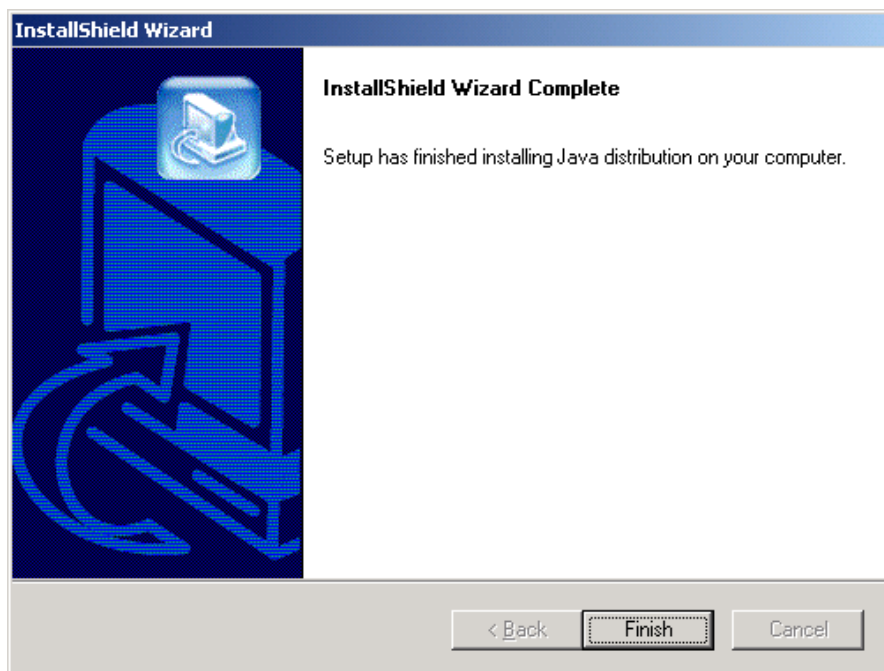 InstallShield Wizard
InstallShield Wizard Complete
Setup has finished installing Java distribution on your computer.
< Back
Finish
Cancel